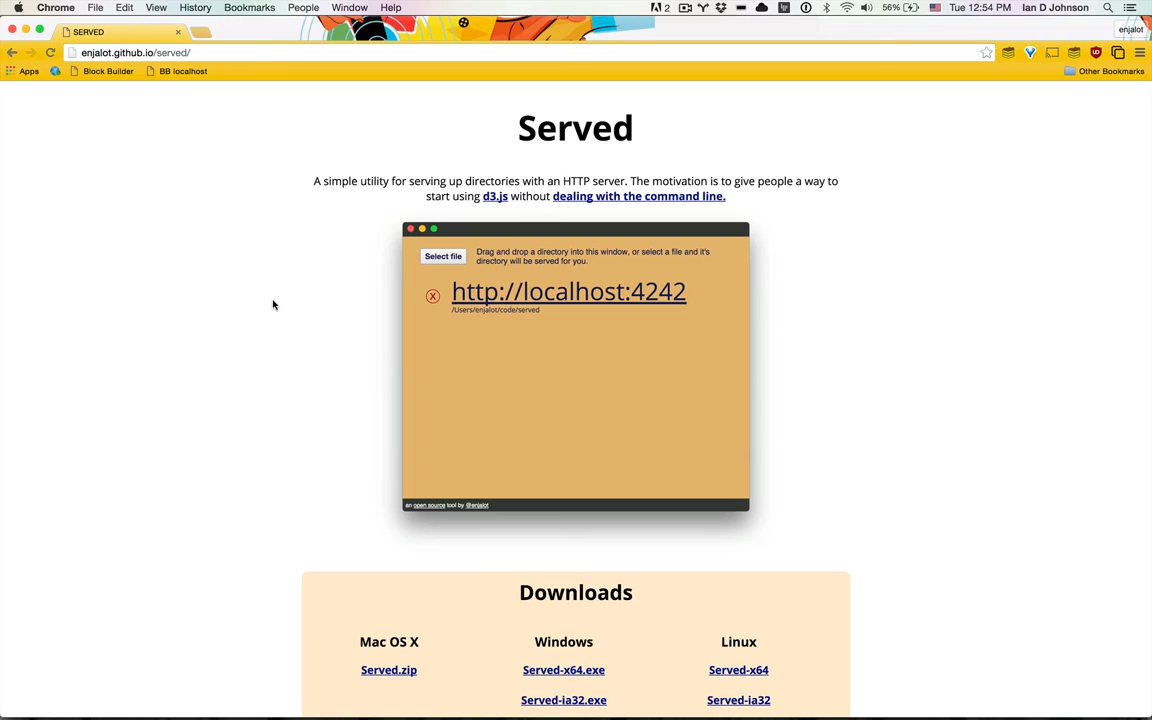 Chrome File Edit View History Bookmarks People Window Help 2 56% Tue 12:54 PM Ian D Johnson
SERVED enjalot
enjalot.github.io/served/
Apps Block Builder BB localhost Other Bookmarks
Served
A simple utility for serving up directories with an HTTP server. The motivation is to give people a way to
start using d3.js without dealing with the command line.
Select file
Drag and drop a directory into this window, or select a file and it's
directory will be served for you.
X http://localhost:4242
/Users/enjalot/code/served
an open source tool by @enjalot
Downloads
Mac OS X Windows Linux
Served.zip Served-x64.exe Served-x64
Served-ia32.exe Served-ia32